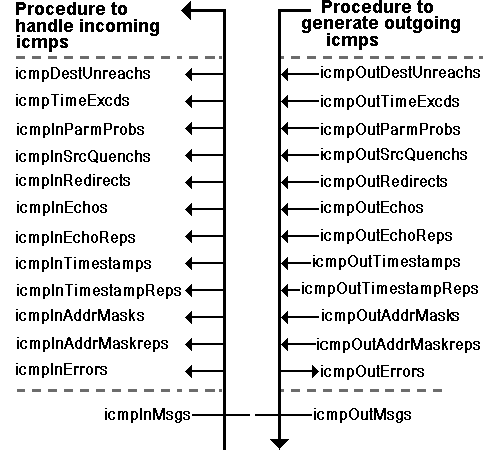 Procedure to
handle incoming
icmps
icmpDestUnreachs
icmpTimeExcds
icmpInParmProbs
icmpInSrcQuenchs
icmpInRedirects
icmpInEchos
icmpInEchoReps
icmpInTimestamps
icmpInTimestampReps
icmpInAddrMasks
icmpInAddrMaskreps
icmpInErrors
icmpInMsgs
Procedure to
generate outgoing
icmps
icmpOutDestUnreachs
icmpOutTimeExcds
icmpOutParmProbs
icmpOutSrcQuenchs
icmpOutRedirects
icmpOutEchos
icmpOutEchoReps
icmpOutTimestamps
icmpOutTimestampReps
icmpOutAddrMasks
icmpOutAddrMaskreps
icmpOutErrors
icmpOutMsgs